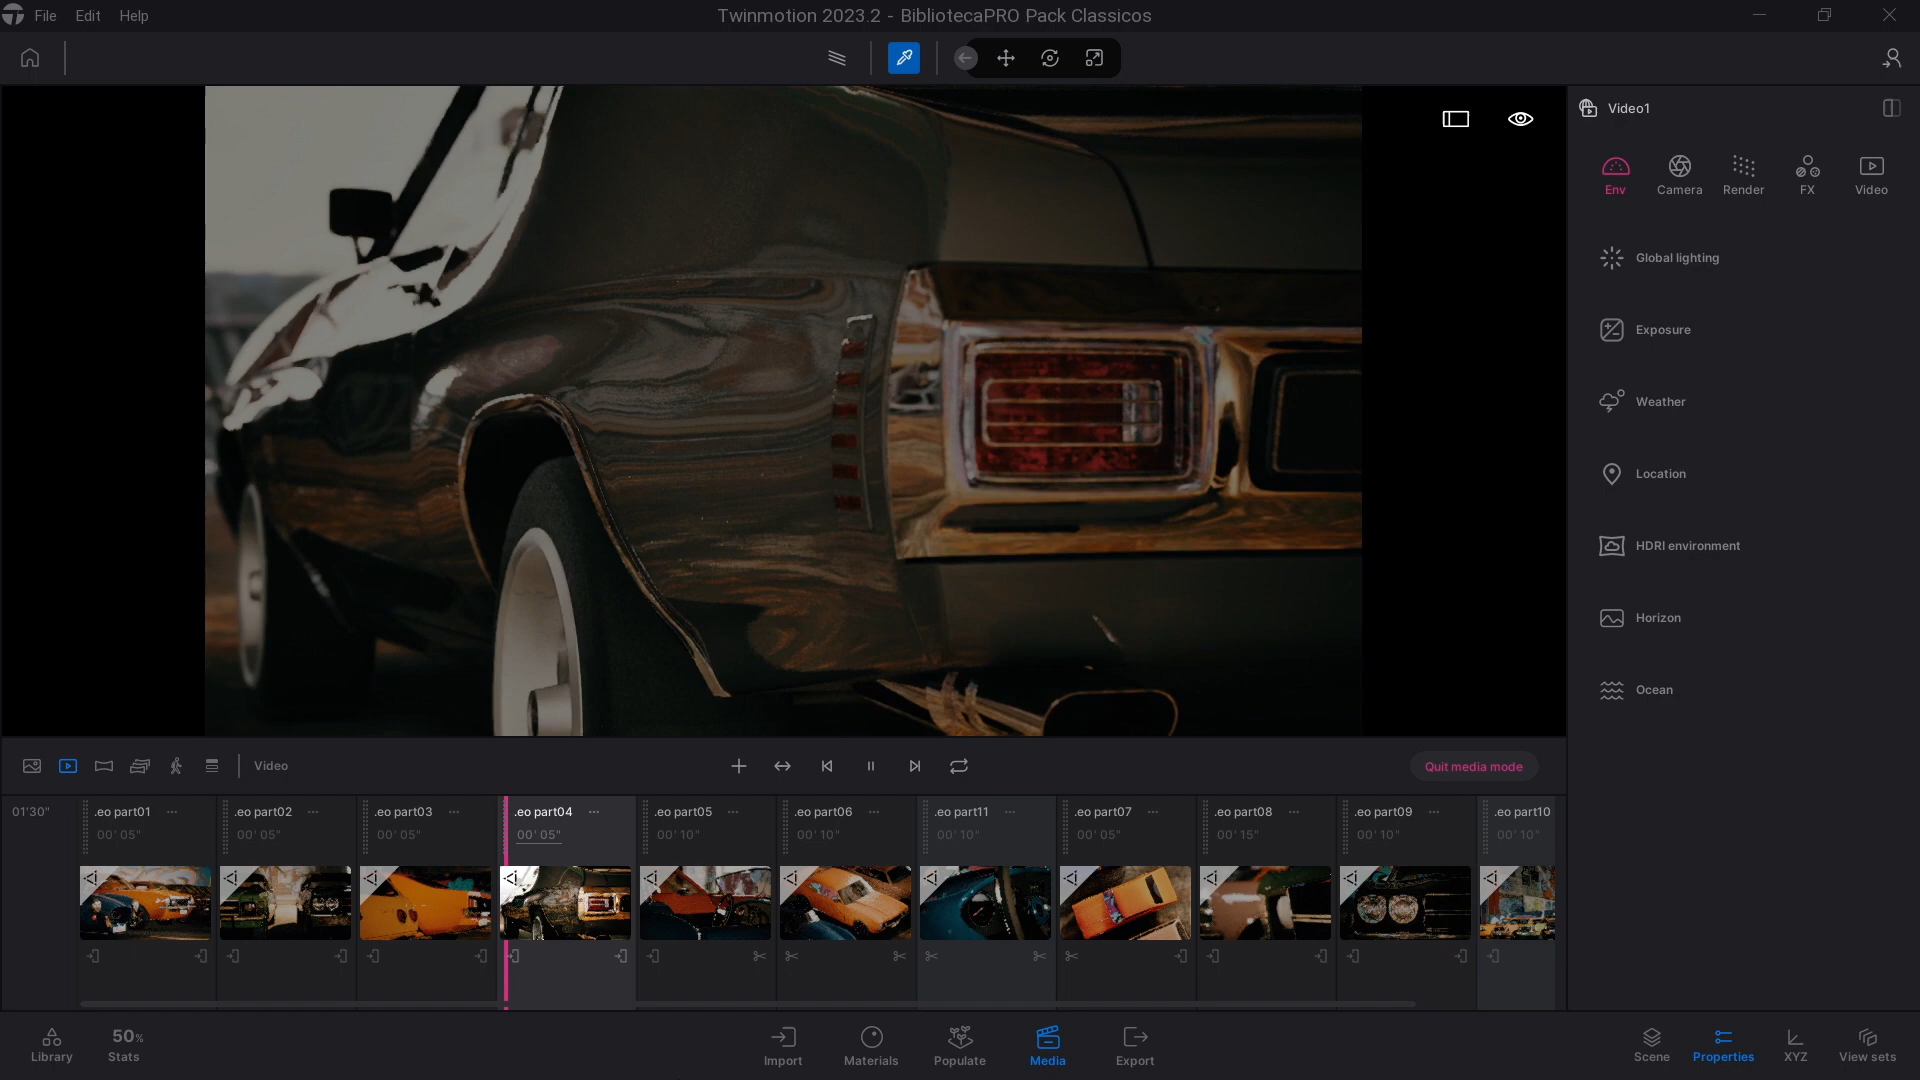 File Edit Help
Twinmotion 2023.2 - BibliotecaPRO Pack Classicos
Video1
Env Camera Render FX Video
Global lighting
Exposure
Weather
Location
HDRI environment
Horizon
Ocean
Video
Quit media mode
01'30"
.eo part01 ... .eo part02 ... .eo part03 ... .eo part04 ... .eo part05 ... .eo part06 ... .eo part11 ... .eo part07 ... .eo part08 ... .eo part09 ... .eo part10
00' 05" 00' 05" 00' 05" 00' 05" 00' 10" 00' 10" 00' 10" 00' 05" 00' 15" 00' 10" 00' 10"
50%
Library Stats Import Materials Populate Media Export Scene Properties XYZ View sets